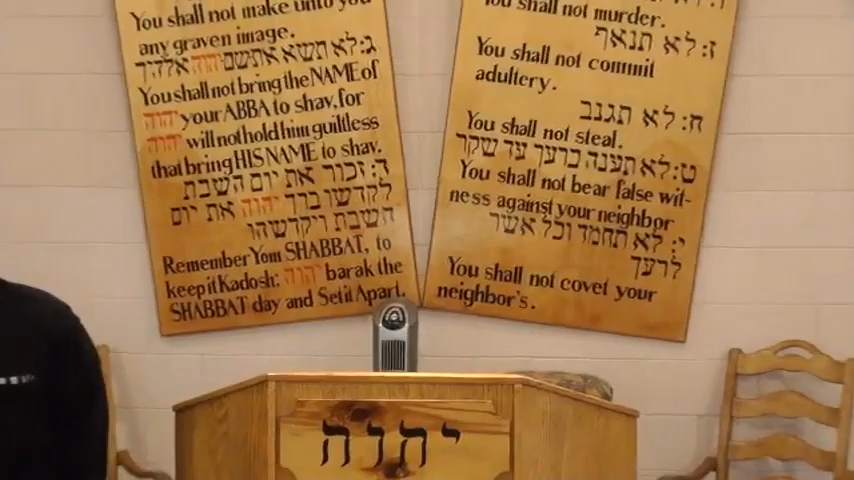 You shall not make unto you
any graven image.
ג: לא תשא את שם יהוה אלהיך
You shall not bring the NAME of
יהוה your ABBA to shav, for
יהוה will not hold him guiltless
that bring HIS NAME to shav.
ד: זכור את יום השבת
לקדשו ברך יהוה את יום
השבת ויקדשהו
Remember the Yom SHABBAT, to
keeping it Kadosh: יהוה barak the
SHABBAT day and Set it Apart.
You shall not murder.
ז: לא תנאף
You shall not commit
adultery.
ח: לא תגנב
You shall not steal.
ט: לא תענה ברעך עד שקר
You shall not bear false wit-
ness against your neighbor
י: לא תחמד וכל אשר
לרעך
You shall not covet your
neighbor's.
יהוה